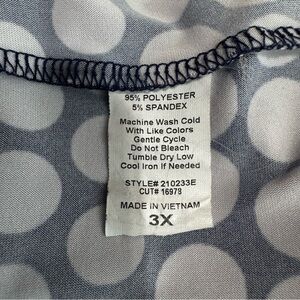 95% POLYESTER
5% SPANDEX
Machine Wash Cold
With Like Colors
Gentle Cycle
Do Not Bleach
Tumble Dry Low
Cool Iron If Needed
STYLE# 210233E
CUT# 16978
MADE IN VIETNAM
3X